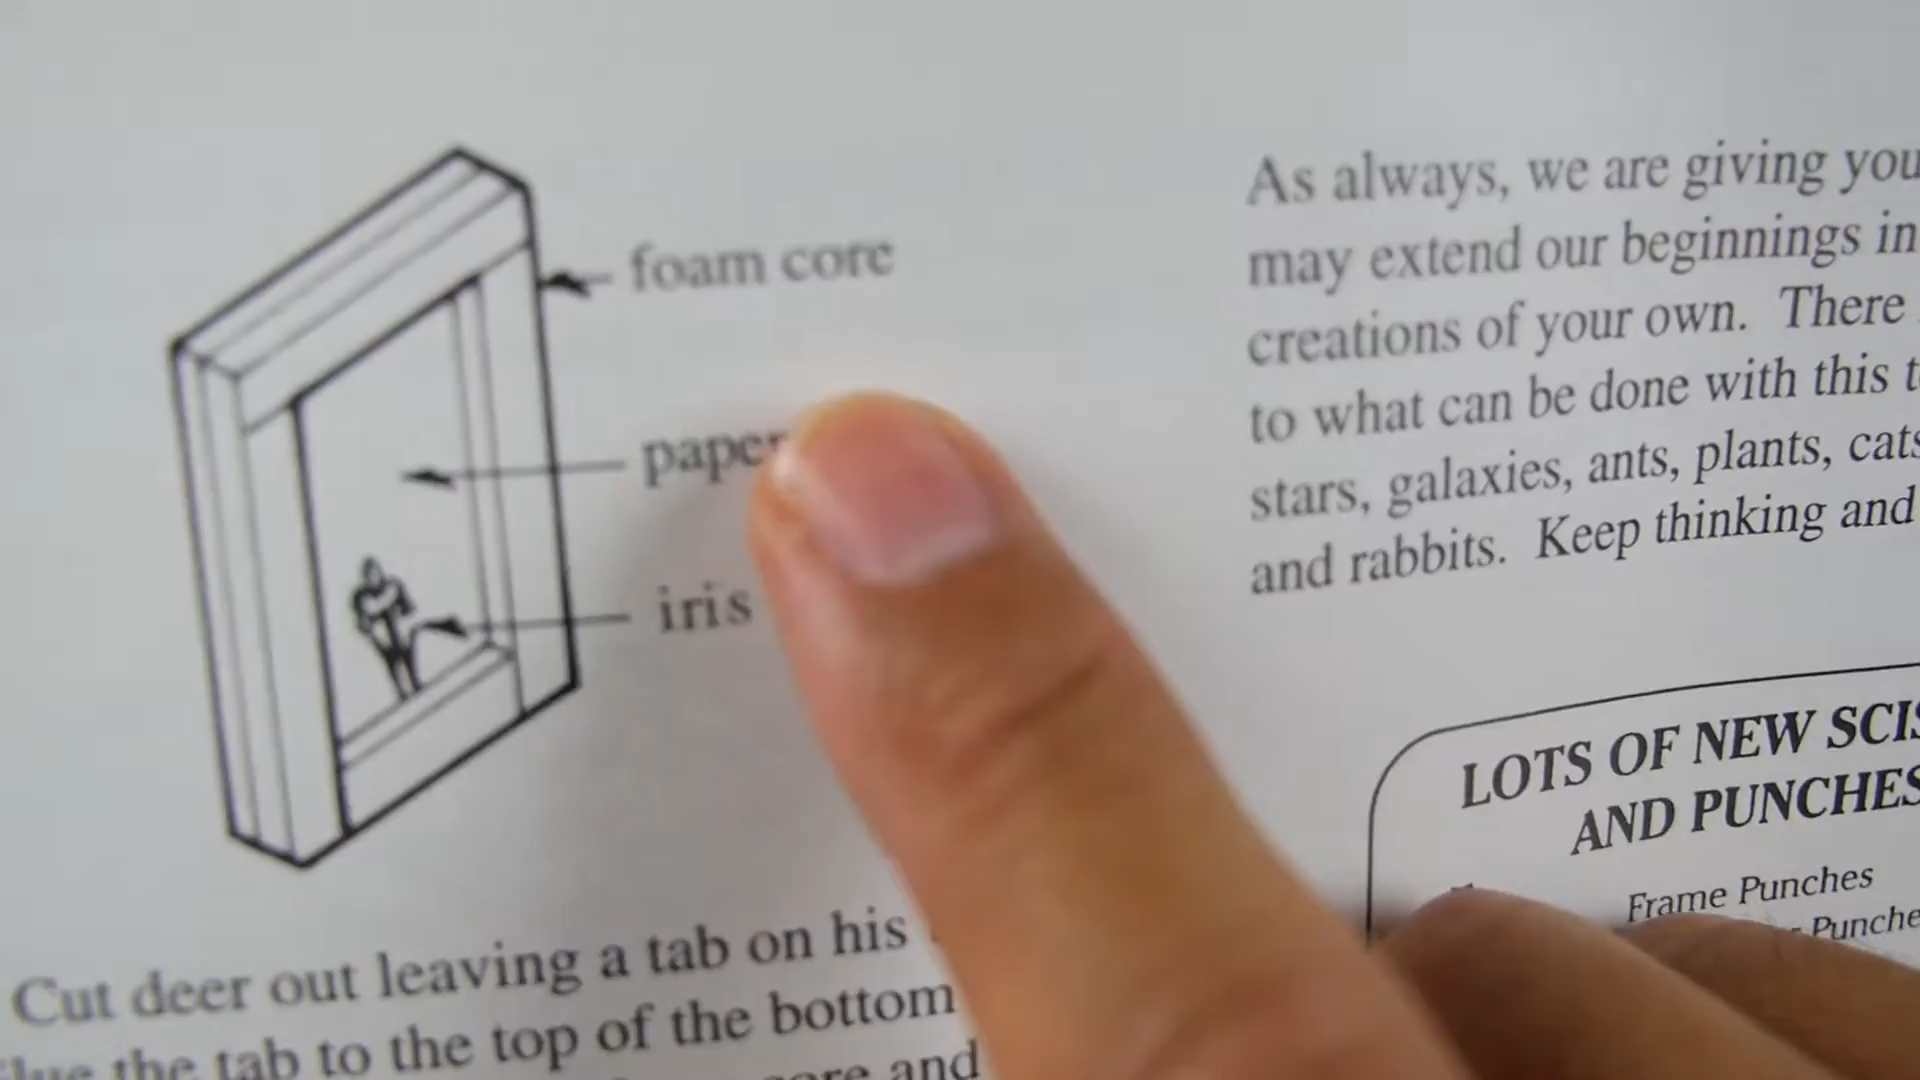 foam core
paper
iris
Cut deer out leaving a tab on his
the tab to the top of the bottom
core and
As always, we are giving you
may extend our beginnings in
creations of your own. There
to what can be done with this
stars, galaxies, ants, plants, cats
and rabbits. Keep thinking and
LOTS OF NEW
AND PUNCHES
Frame Punches